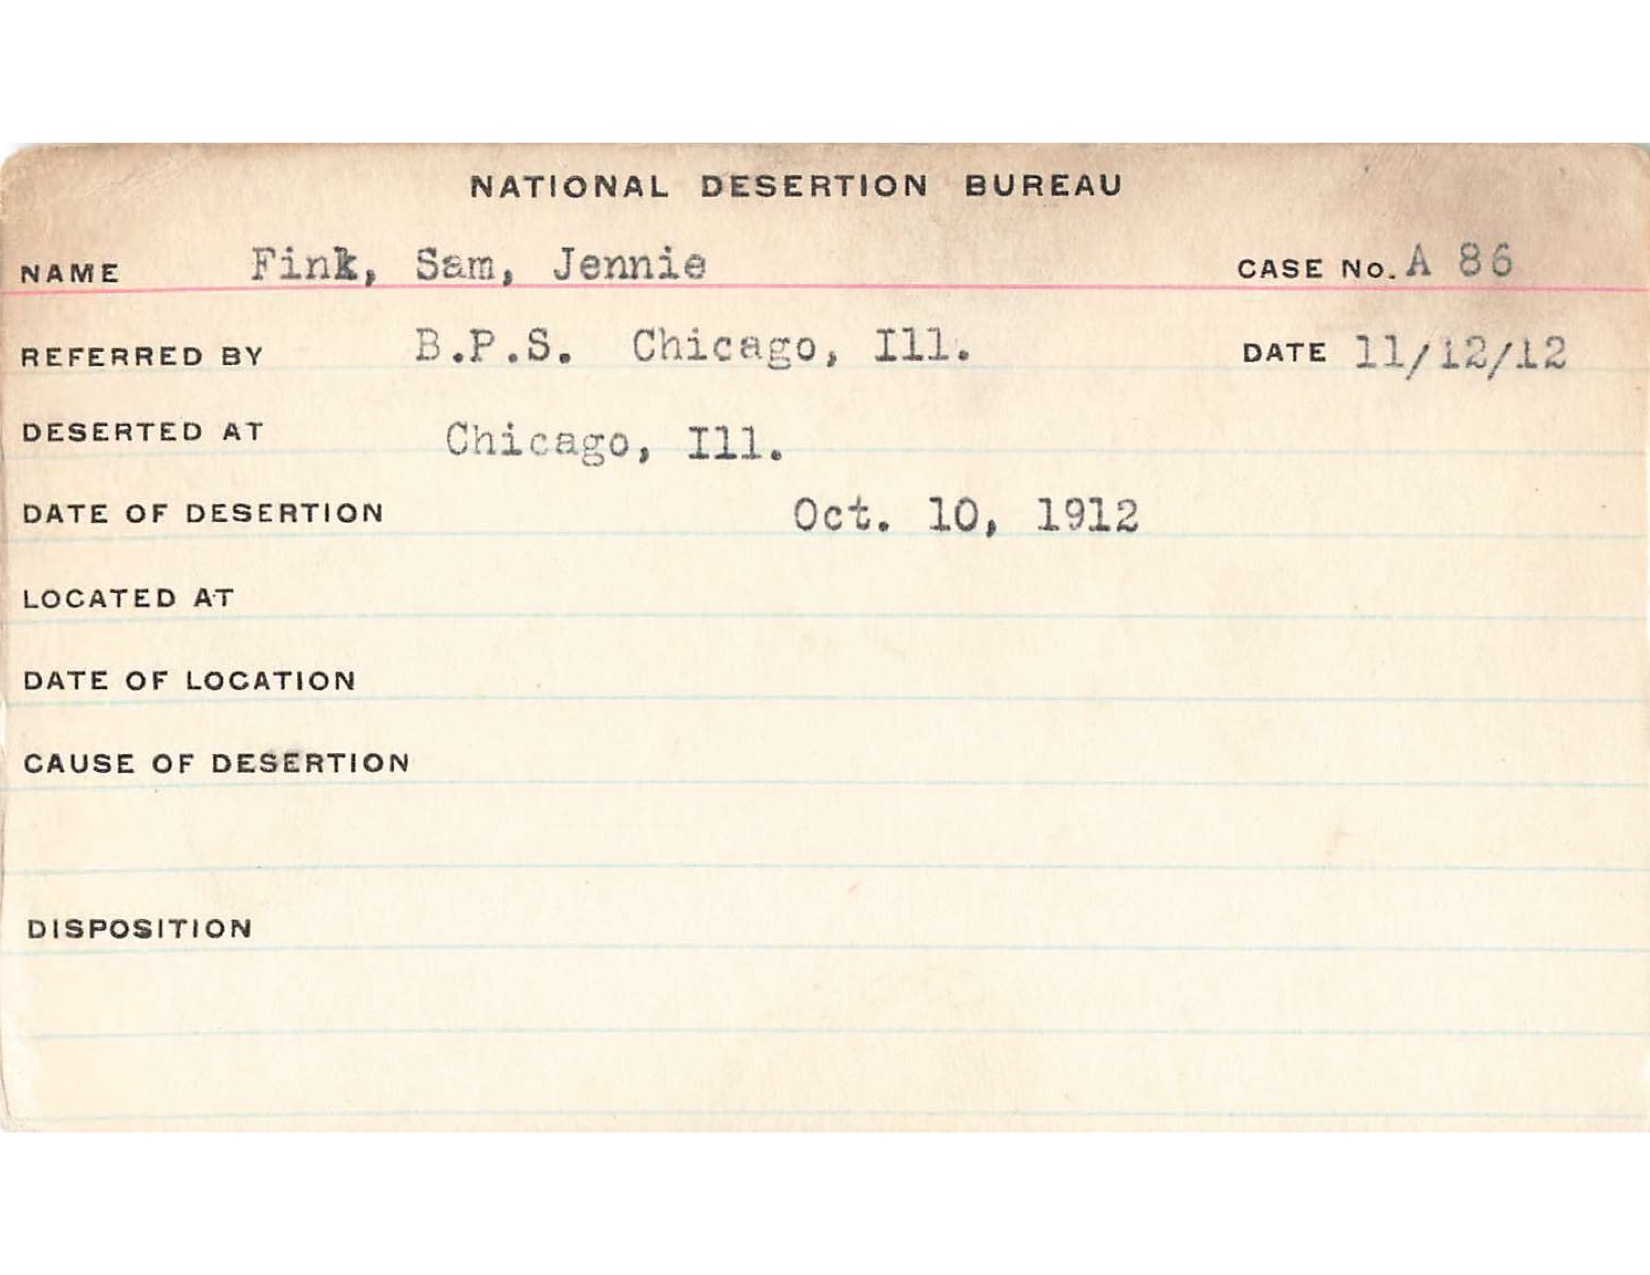 NATIONAL DESERTION BUREAU
NAME Fink, Sam, Jennie CASE No. A 86
REFERRED BY B.P.S. Chicago, Ill. DATE 11/12/12
DESERTED AT Chicago, Ill.
DATE OF DESERTION Oct. 10, 1912
LOCATED AT
DATE OF LOCATION
CAUSE OF DESERTION
DISPOSITION